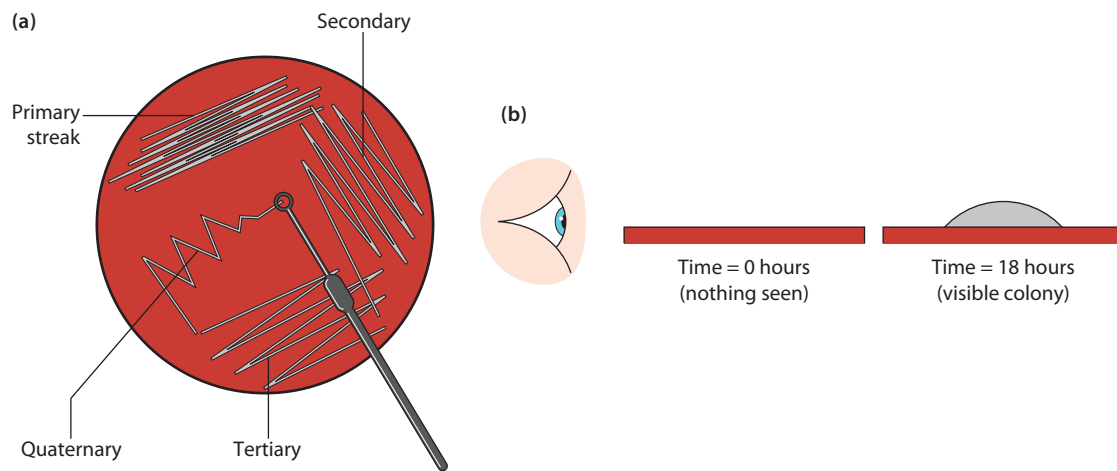 (a)
Secondary
Primary
streak
Quaternary
Tertiary
(b)
Time = 0 hours
(nothing seen)
Time = 18 hours
(visible colony)